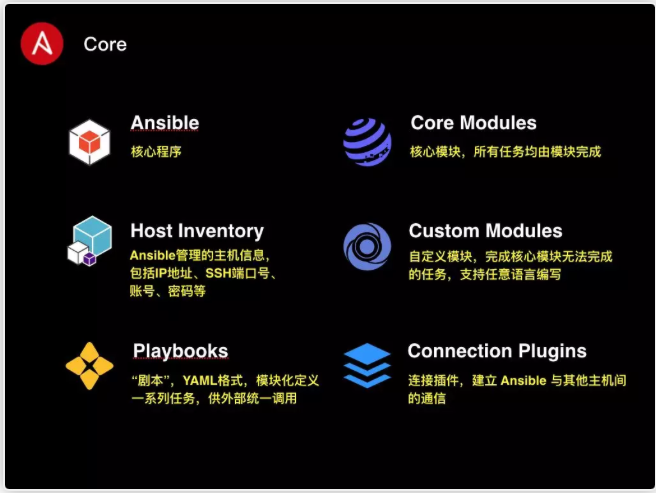 Core
Ansible
核心程序
Core Modules
核心模块，所有任务均由模块完成
Host Inventory
Ansible管理的主机信息，
包括IP地址、SSH端口号、
账号、密码等
Custom Modules
自定义模块，完成核心模块无法完成
的任务，支持任意语言编写
Playbooks
“剧本”，YAML格式，模块化定义
一系列任务，供外部统一调用
Connection Plugins
连接插件，建立 Ansible 与其他主机间
的通信